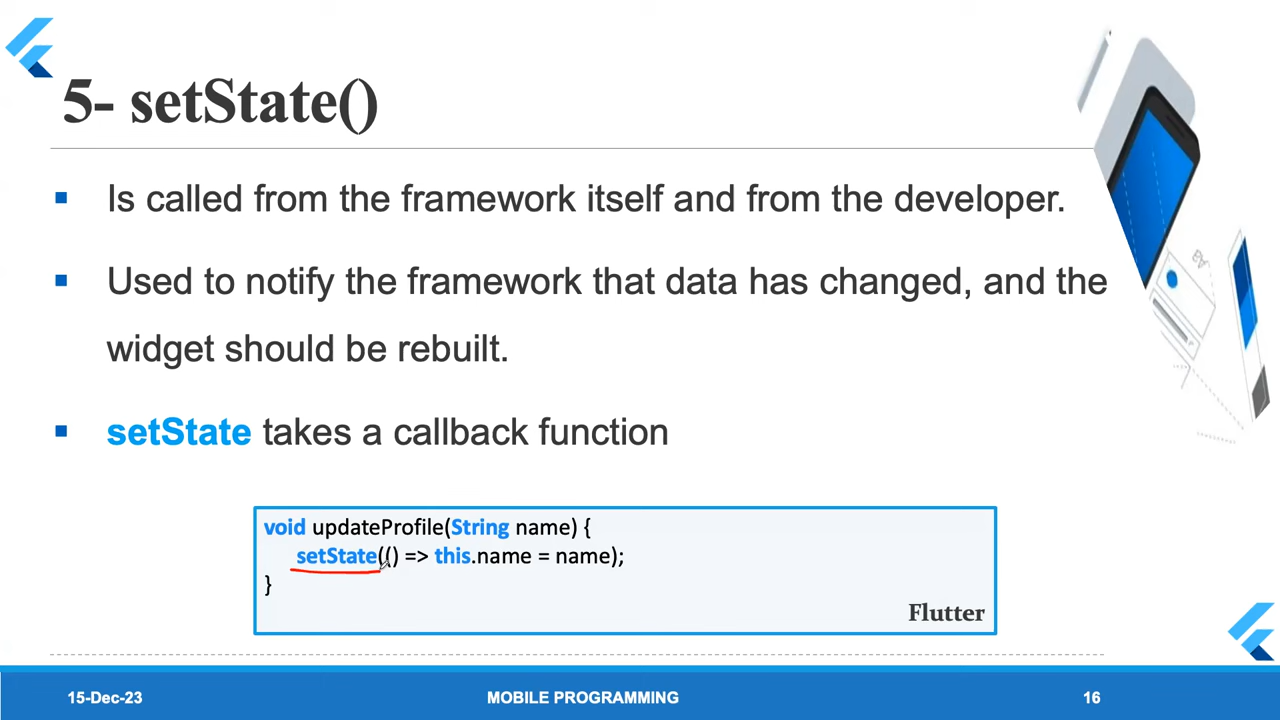 5- setState()
▪ Is called from the framework itself and from the developer.
▪ Used to notify the framework that data has changed, and the
widget should be rebuilt.
▪ setState takes a callback function
void updateProfile(String name) {
setState(() => this.name = name);
}
Flutter
15-Dec-23
MOBILE PROGRAMMING
16